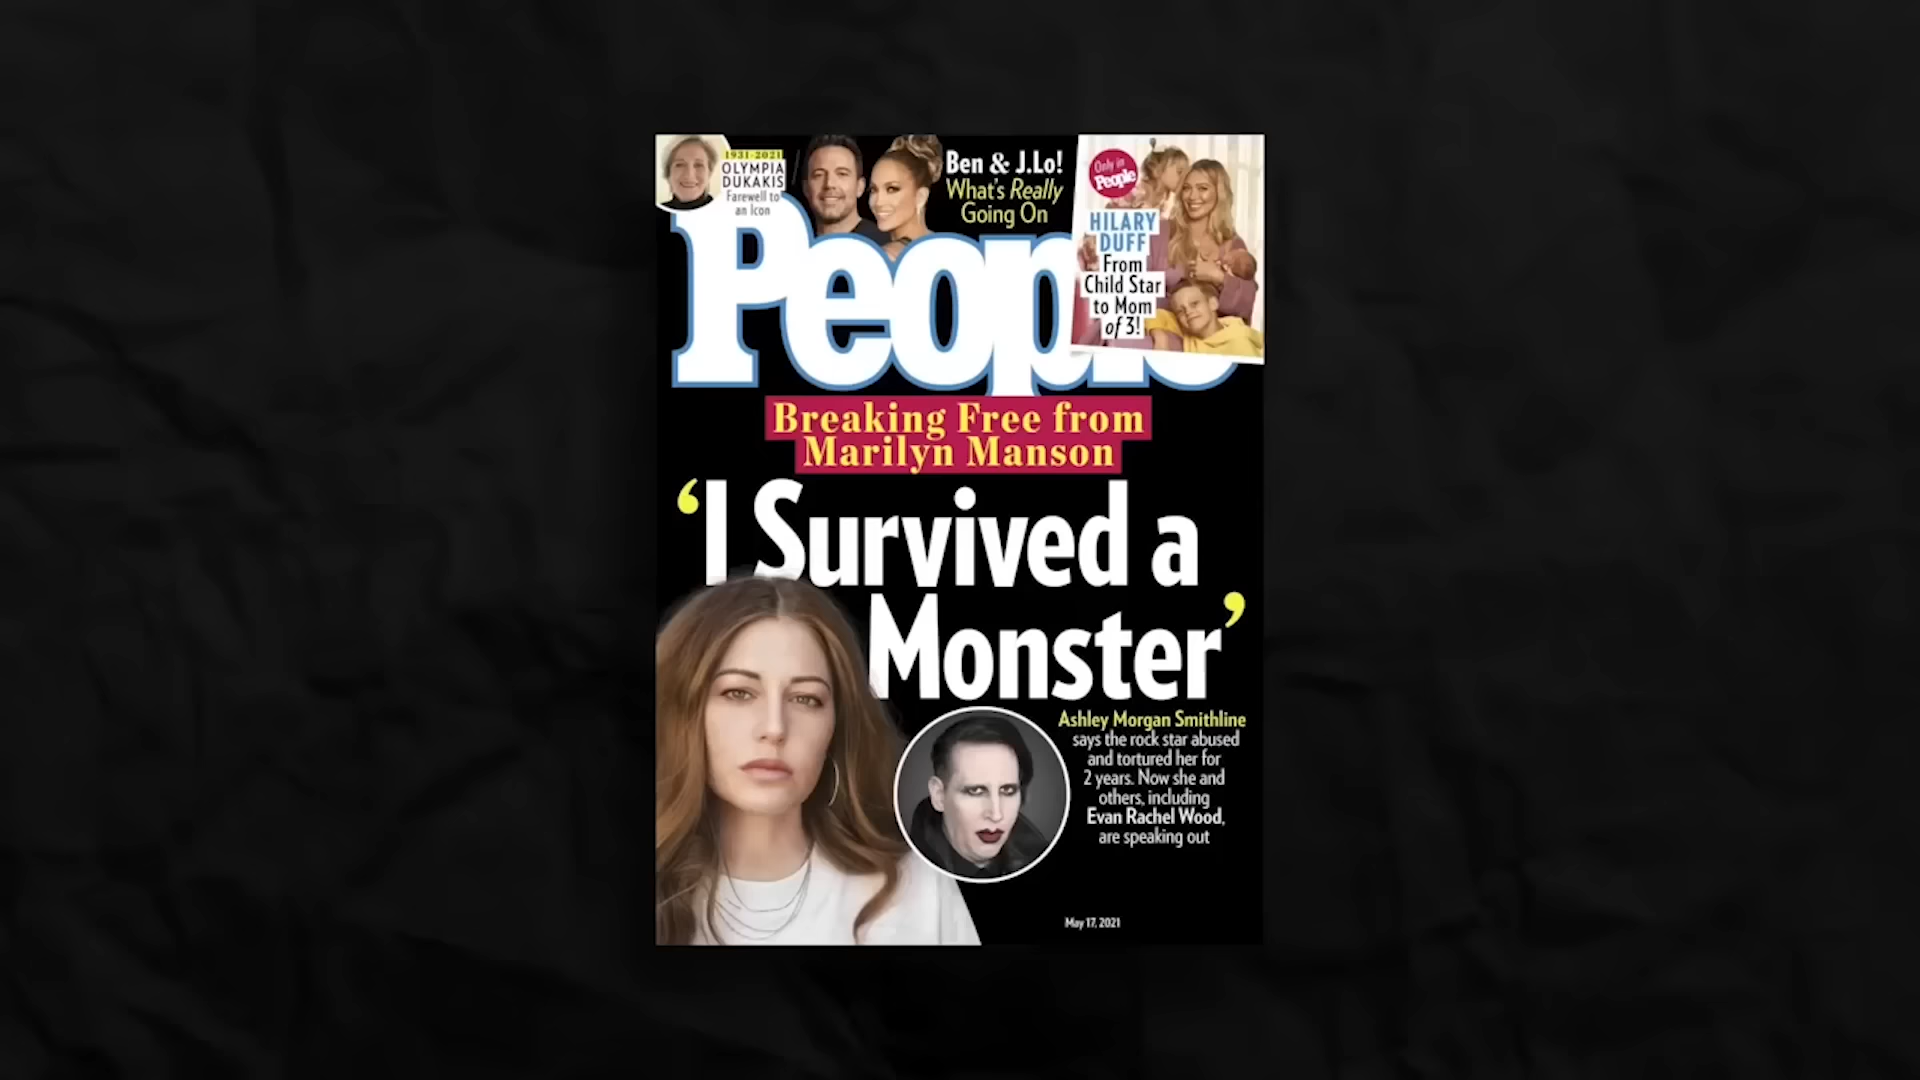 1931-2021
OLYMPIA
DUKAKIS
Farewell to
an Icon
Ben & J.Lo!
What's Really
Going On
Only in
People
HILARY
DUFF
From
Child Star
to Mom
of 3!
People
Breaking Free from
Marilyn Manson
‘I Survived a
Monster’
Ashley Morgan Smithline
says the rock star abused
and tortured her for
2 years. Now she and
others, including
Evan Rachel Wood,
are speaking out
May 17, 2021